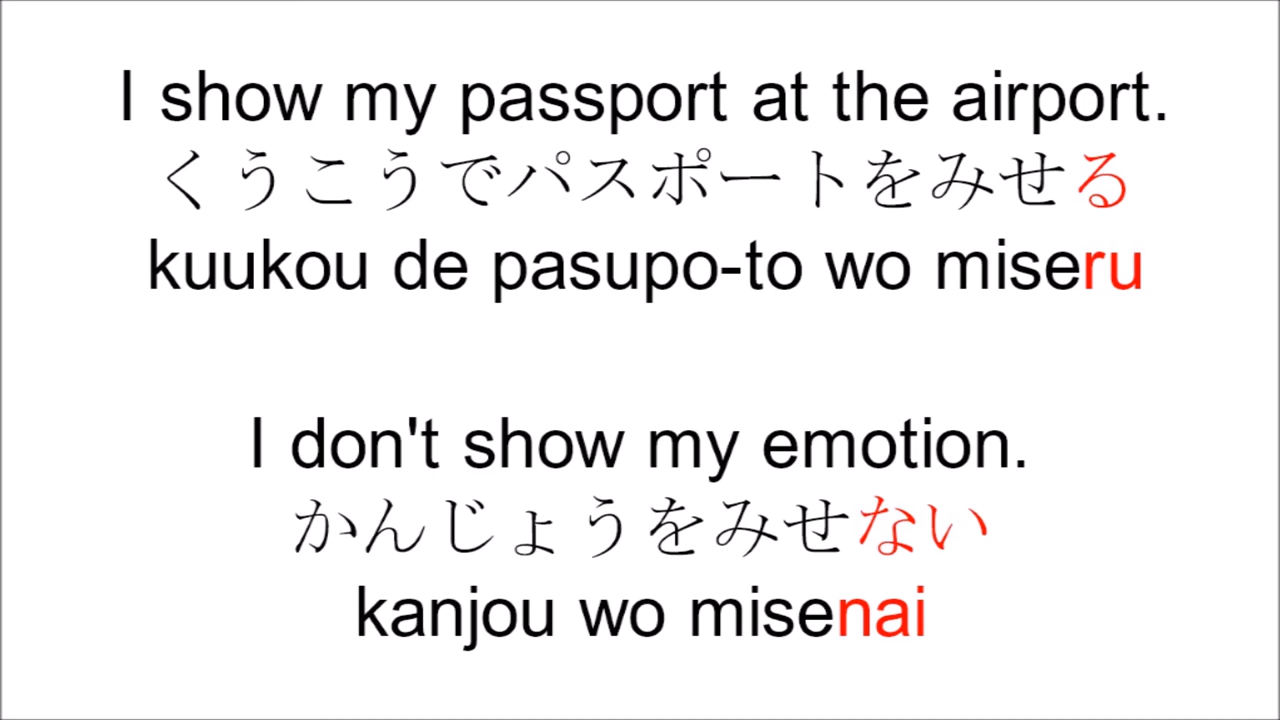 I show my passport at the airport.
くうこうでパスポートをみせる
kuukou de pasupo-to wo miseru
I don't show my emotion.
かんじょうをみせない
kanjou wo misenai